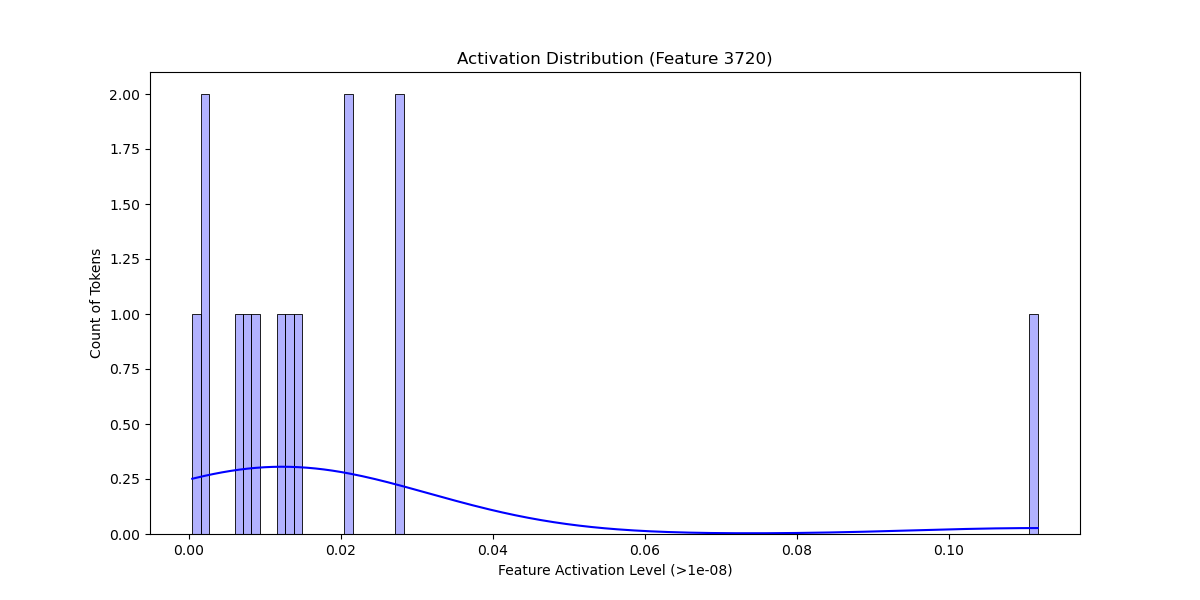 Activation Distribution (Feature 3720)
2.00
1.75
1.50
1.25
1.00
0.75
0.50
0.25
0.00
Count of Tokens
0.00 0.02 0.04 0.06 0.08 0.10
Feature Activation Level (>1e-08)